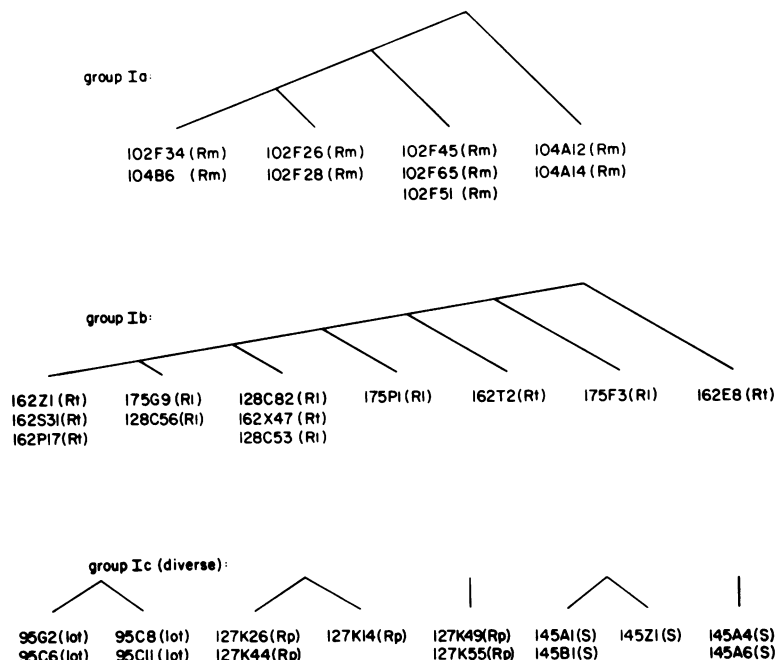 group Ia:
102F34 (Rm) 102F26 (Rm) 102F45 (Rm) 104A12 (Rm)
104B6 (Rm) 102F28 (Rm) 102F65 (Rm) 104A14 (Rm)
102F51 (Rm)
group Ib:
162Z1 (Rt) 175G9 (Rl) 128C82 (Rl) 175P1 (Rl) 162T2 (Rt) 175F3 (Rl) 162E8 (Rt)
162S31 (Rt) 128C56 (Rl) 162X47 (Rt)
162P17 (Rt) 128C53 (Rl)
group Ic (diverse):
95G2 (lot) 95C8 (lot) 127K26 (Rp) 127K14 (Rp) 127K49 (Rp) 145A1 (S) 145Z1 (S) 145A4 (S)
95C6 (lot) 95C11 (lot) 127K44 (Rp) 127K55 (Rp) 145B1 (S) 145A6 (S)